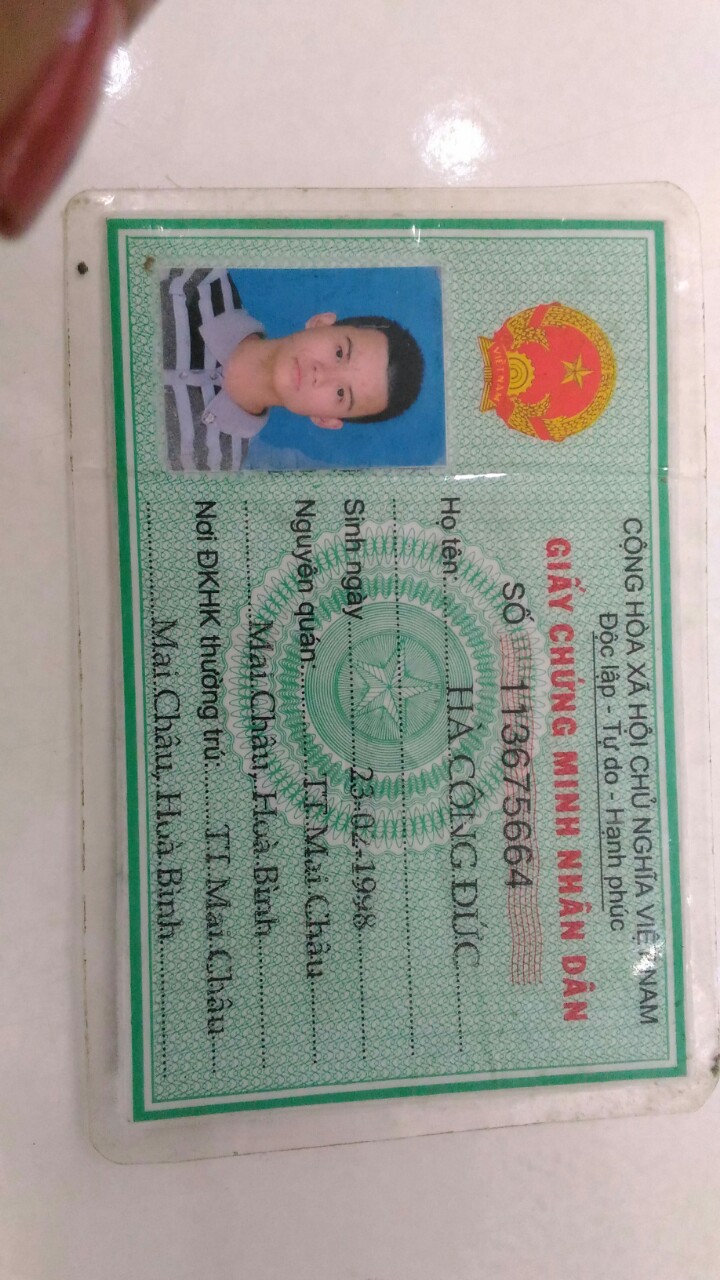 CỘNG HÒA XÃ HỘI CHỦ NGHĨA VIỆT NAM
Độc lập - Tự do - Hạnh phúc
GIẤY CHỨNG MINH NHÂN DÂN
SỐ 113675664
VIỆT NAM
Họ tên: HÀ CÔNG ĐỨC
Sinh ngày 23-02-1998
Nguyên quán: TT. Mai Châu
Mai Châu, Hoà Bình
Nơi ĐKHK thường trú: TT. Mai Châu
Mai Châu, Hoà Bình